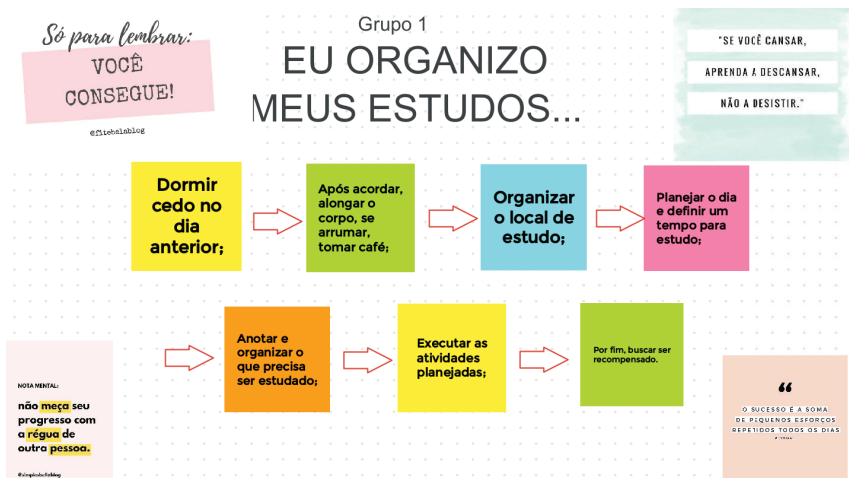 Só para lembrar:
VOCÊ
CONSEGUE!
@fitebelablog
Grupo 1
EU ORGANIZO
MEUS ESTUDOS...
"SE VOCÊ CANSAR,
APRENDA A DESCANSAR,
NÃO A DESISTIR."
Dormir
cedo no
dia
anterior;
Após acordar,
alongar o
corpo, se
arrumar,
tomar café;
Organizar
o local de
estudo;
Planejar o dia
e definir um
tempo para
estudo;
Anotar e
organizar o
que precisa
ser estudado;
Executar as
atividades
planejadas;
Por fim, buscar ser
recompensado.
NOTA MENTAL:
não meça seu
progresso com
a régua de
outra pessoa.
“
O SUCESSO É A SOMA
DE PEQUENOS ESFORÇOS
REPETIDOS TODOS OS DIAS